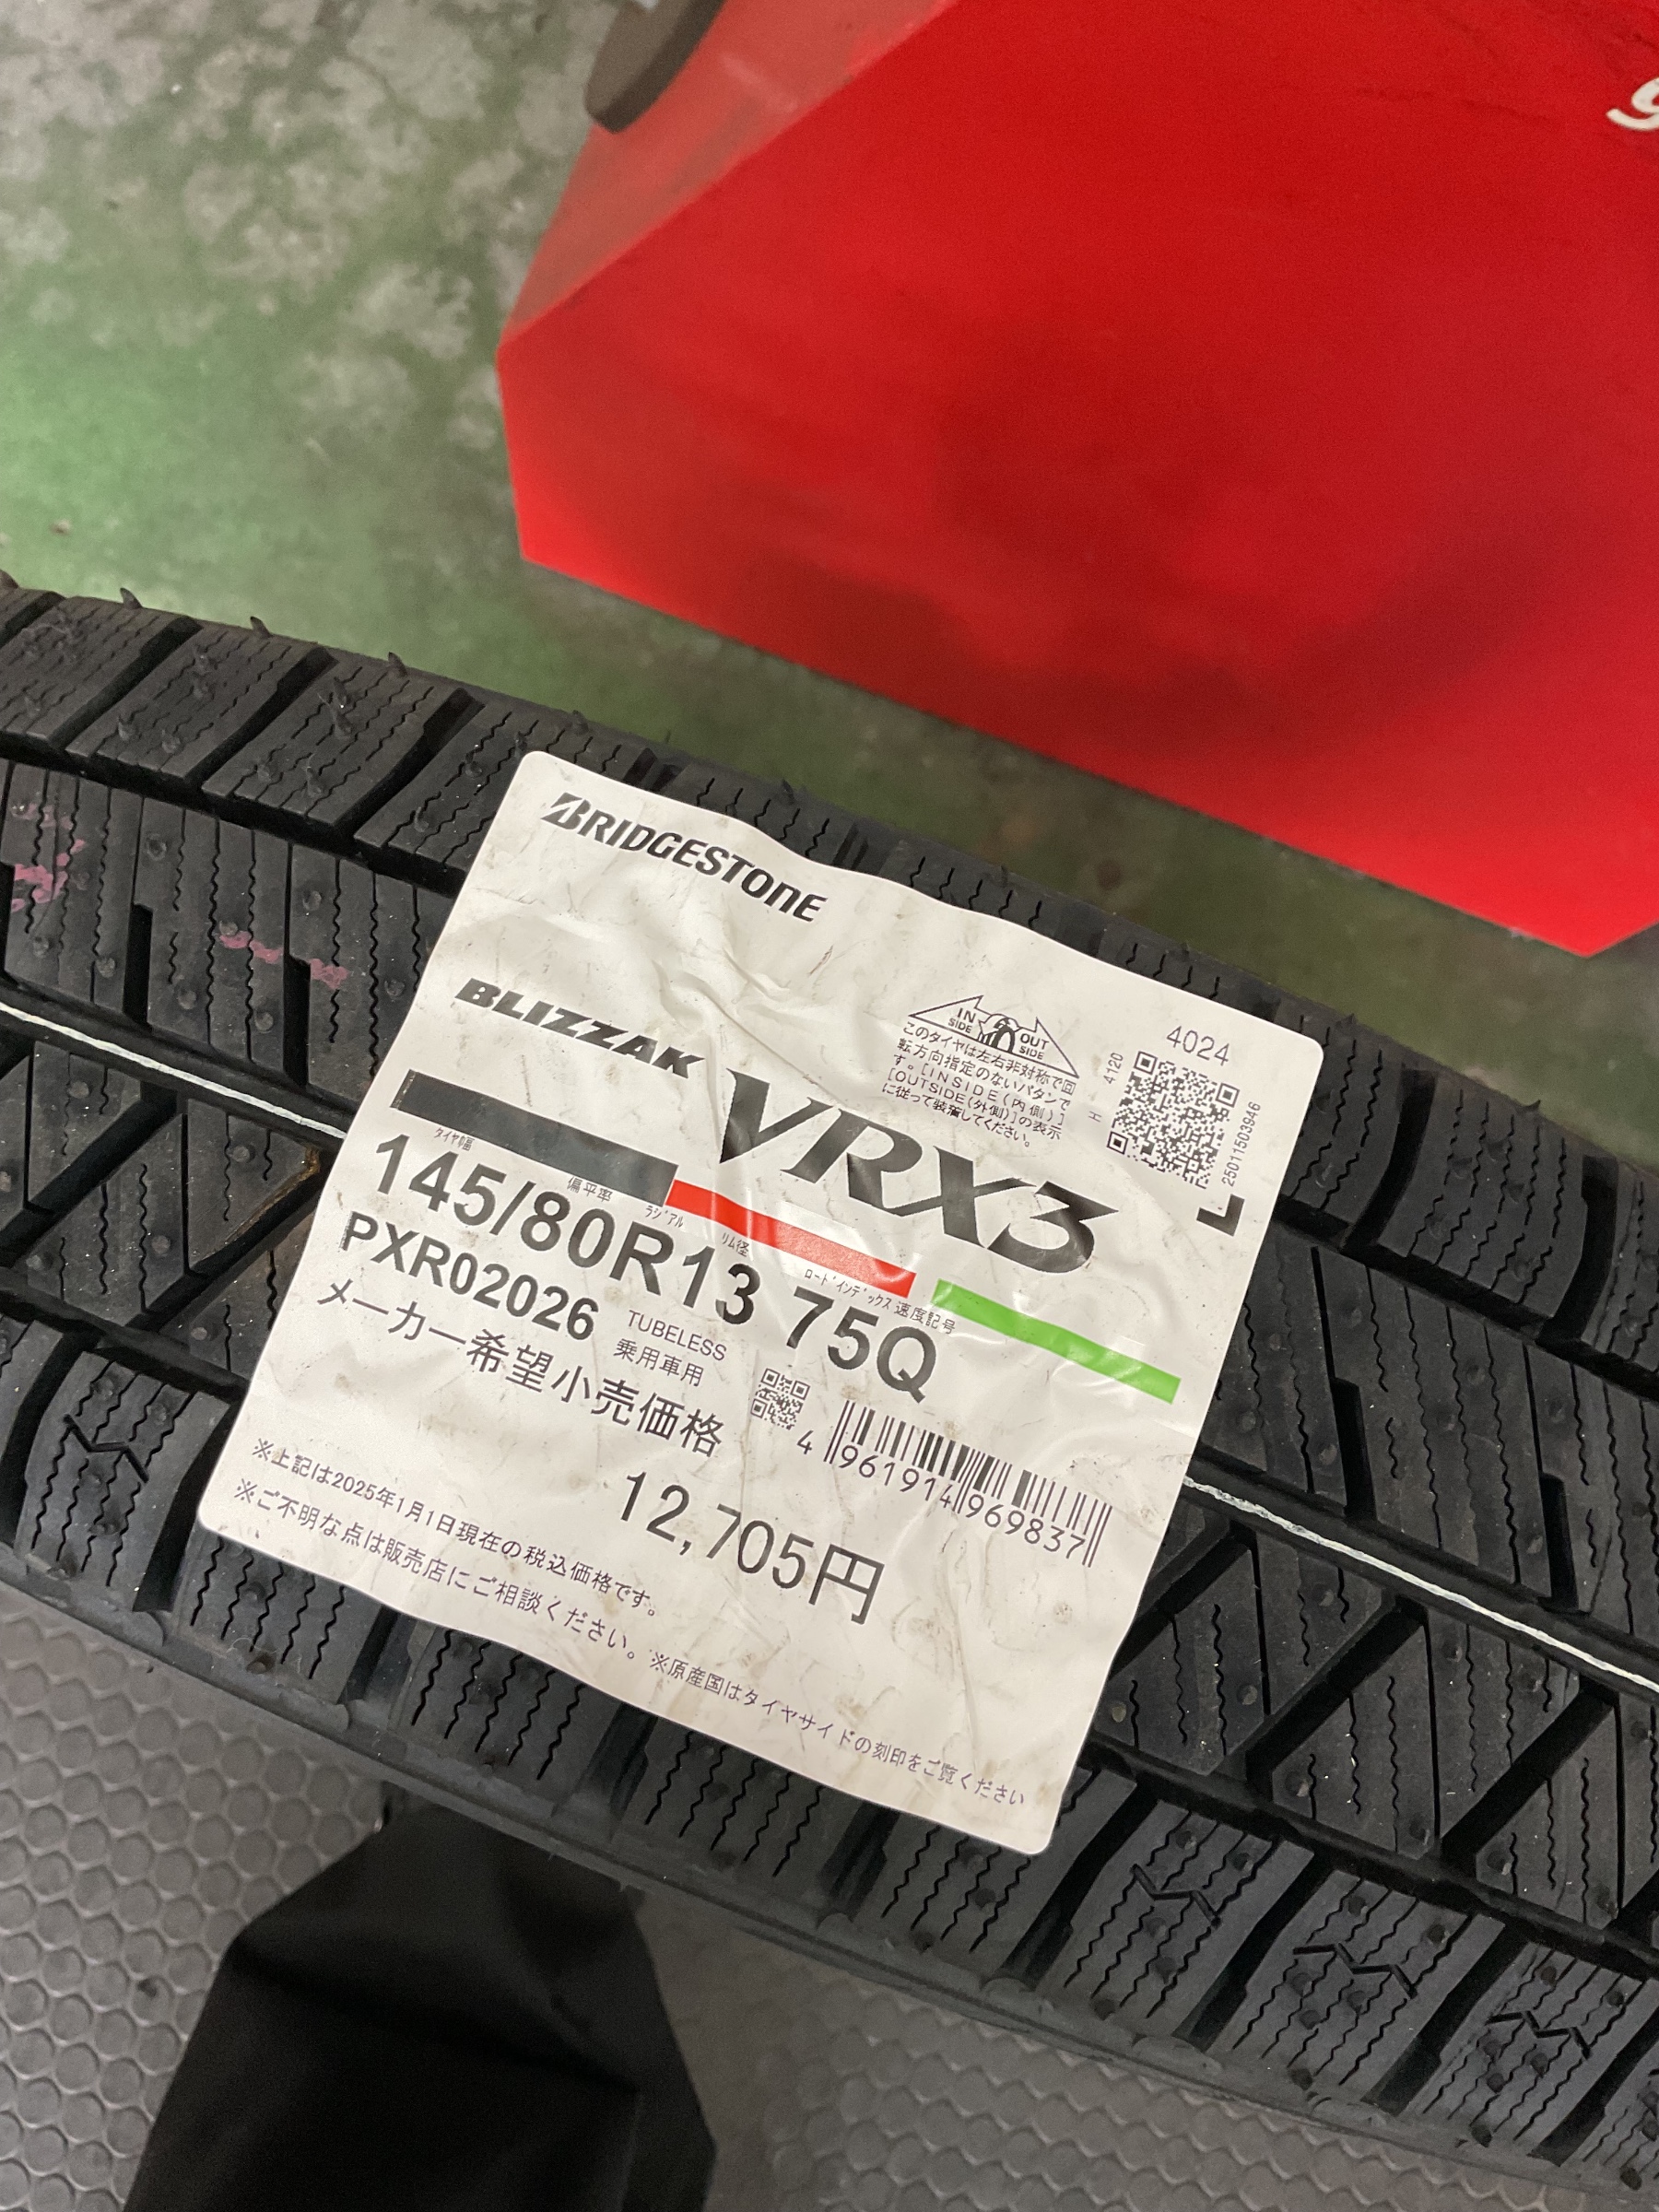 BRIDGESTONE
BLIZZAK VRX3
IN SIDE
OUT SIDE
このタイヤは左右非対称で回
転方向指定のないパタンで
す。[INSIDE(内側)]
[OUTSIDE(外側)]の表示
に従って装着してください。
4024
H 4120
25011503946
タイヤの幅 偏平率 ラジアル リム径 ロードインデックス 速度記号
145/80R13 75Q
PXR02026
TUBELESS
乗用車用
メーカー希望小売価格
4 961914 969837
12,705円
※上記は2025年1月1日現在の税込価格です。
※ご不明な点は販売店にご相談ください。※原産国はタイヤサイドの刻印をご覧ください